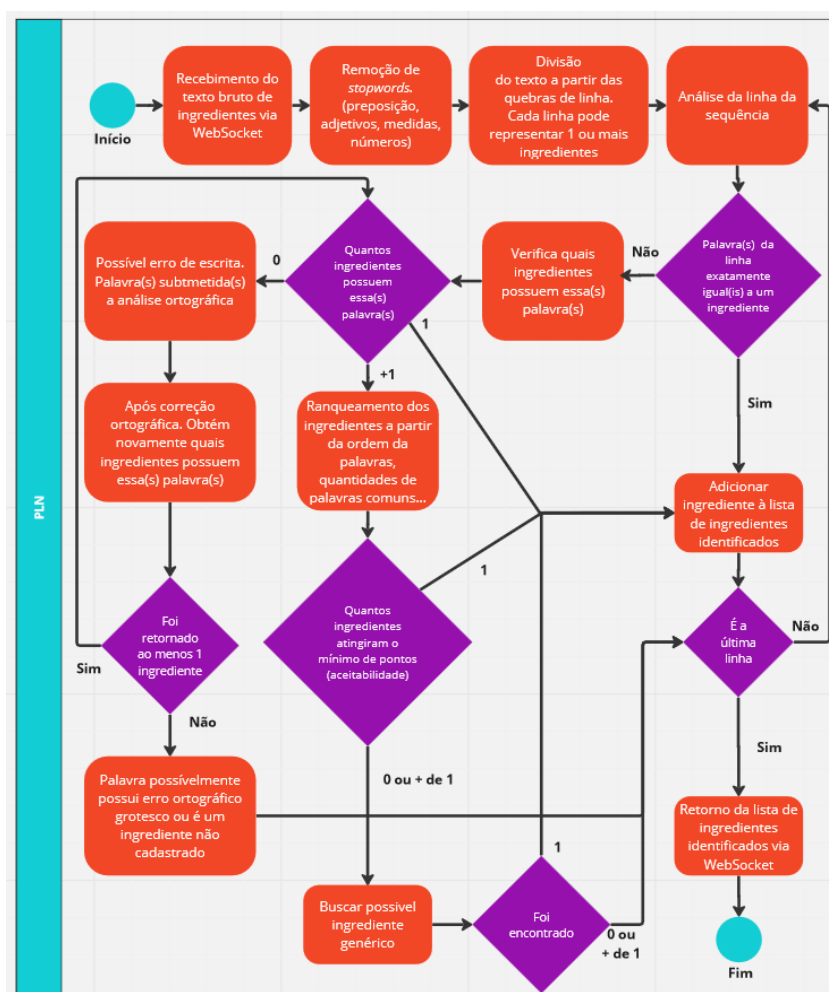 PLN
Início
Recebimento do
texto bruto de
ingredientes via
WebSocket
Remoção de
stopwords.
(preposição,
adjetivos, medidas,
números)
Divisão
do texto a partir das
quebras de linha.
Cada linha pode
representar 1 ou mais
ingredientes
Análise da linha da
sequência
Palavra(s) da
linha
exatamente
igual(is) a um
ingrediente
Não
Sim
Verifica quais
ingredientes
possuem essa(s)
palavra(s)
Quantos
ingredientes
possuem
essa(s)
palavra(s)
0
1
+1
Possível erro de escrita.
Palavra(s) subtmetida(s)
a análise ortográfica
Após correção
ortográfica. Obtém
novamente quais
ingredientes possuem
essa(s) palavra(s)
Foi
retornado
ao menos 1
ingrediente
Sim
Não
Palavra possívelmente
possui erro ortográfico
grotesco ou é um
ingrediente não
cadastrado
Ranqueamento dos
ingredientes a partir
da ordem da
palavras,
quantidades de
palavras comuns...
Quantos
ingredientes
atingiram o
mínimo de pontos
(aceitabilidade)
1
0 ou + de 1
Buscar possivel
ingrediente
genérico
Foi
encontrado
1
0 ou
+ de 1
Adicionar
ingrediente à lista
de ingredientes
identificados
É a
última
linha
Não
Sim
Retorno da lista de
ingredientes
identificados via
WebSocket
Fim